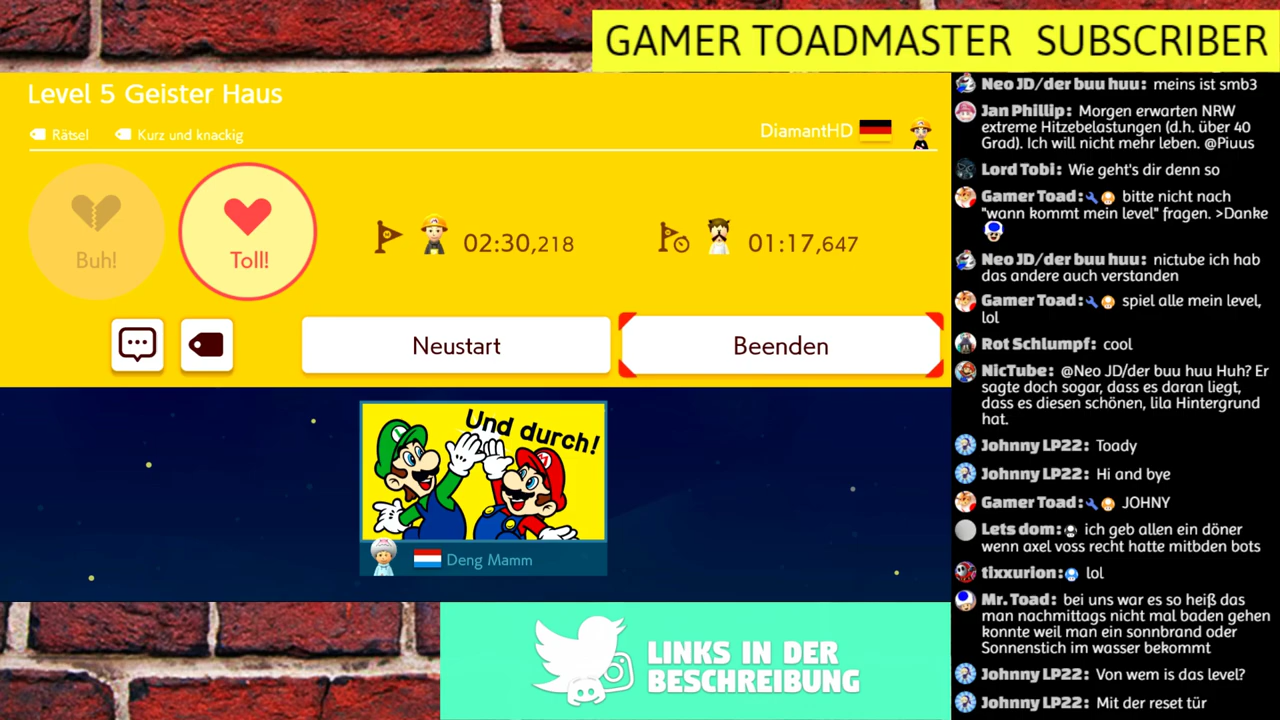 GAMER TOADMASTER SUBSCRIBER
Level 5 Geister Haus
Rätsel
Kurz und knackig
DiamantHD
Buh!
Toll!
02:30,218
01:17,647
Neustart
Beenden
Und durch!
Deng Mamm
LINKS IN DER
BESCHREIBUNG
Neo JD/der buu huu: meins ist smb3
Jan Phillip: Morgen erwarten NRW
extreme Hitzebelastungen (d.h. über 40
Grad). Ich will nicht mehr leben. @Piuus
Lord Tobi: Wie geht's dir denn so
Gamer Toad: bitte nicht nach
"wann kommt mein level" fragen. >Danke
Neo JD/der buu huu: nictube ich hab
das andere auch verstanden
Gamer Toad: spiel alle mein level,
lol
Rot Schlumpf: cool
NicTube: @Neo JD/der buu huu Huh? Er
sagte doch sogar, dass es daran liegt,
dass es diesen schönen, lila Hintergrund
hat.
Johnny LP22: Toady
Johnny LP22: Hi and bye
Gamer Toad: JOHNY
Lets dom: ich geb allen ein döner
wenn axel voss recht hatte mitbden bots
tixxurion: lol
Mr. Toad: bei uns war es so heiß das
man nachmittags nicht mal baden gehen
konnte weil man ein sonnbrand oder
Sonnenstich im wasser bekommt
Johnny LP22: Von wem is das level?
Johnny LP22: Mit der reset tür